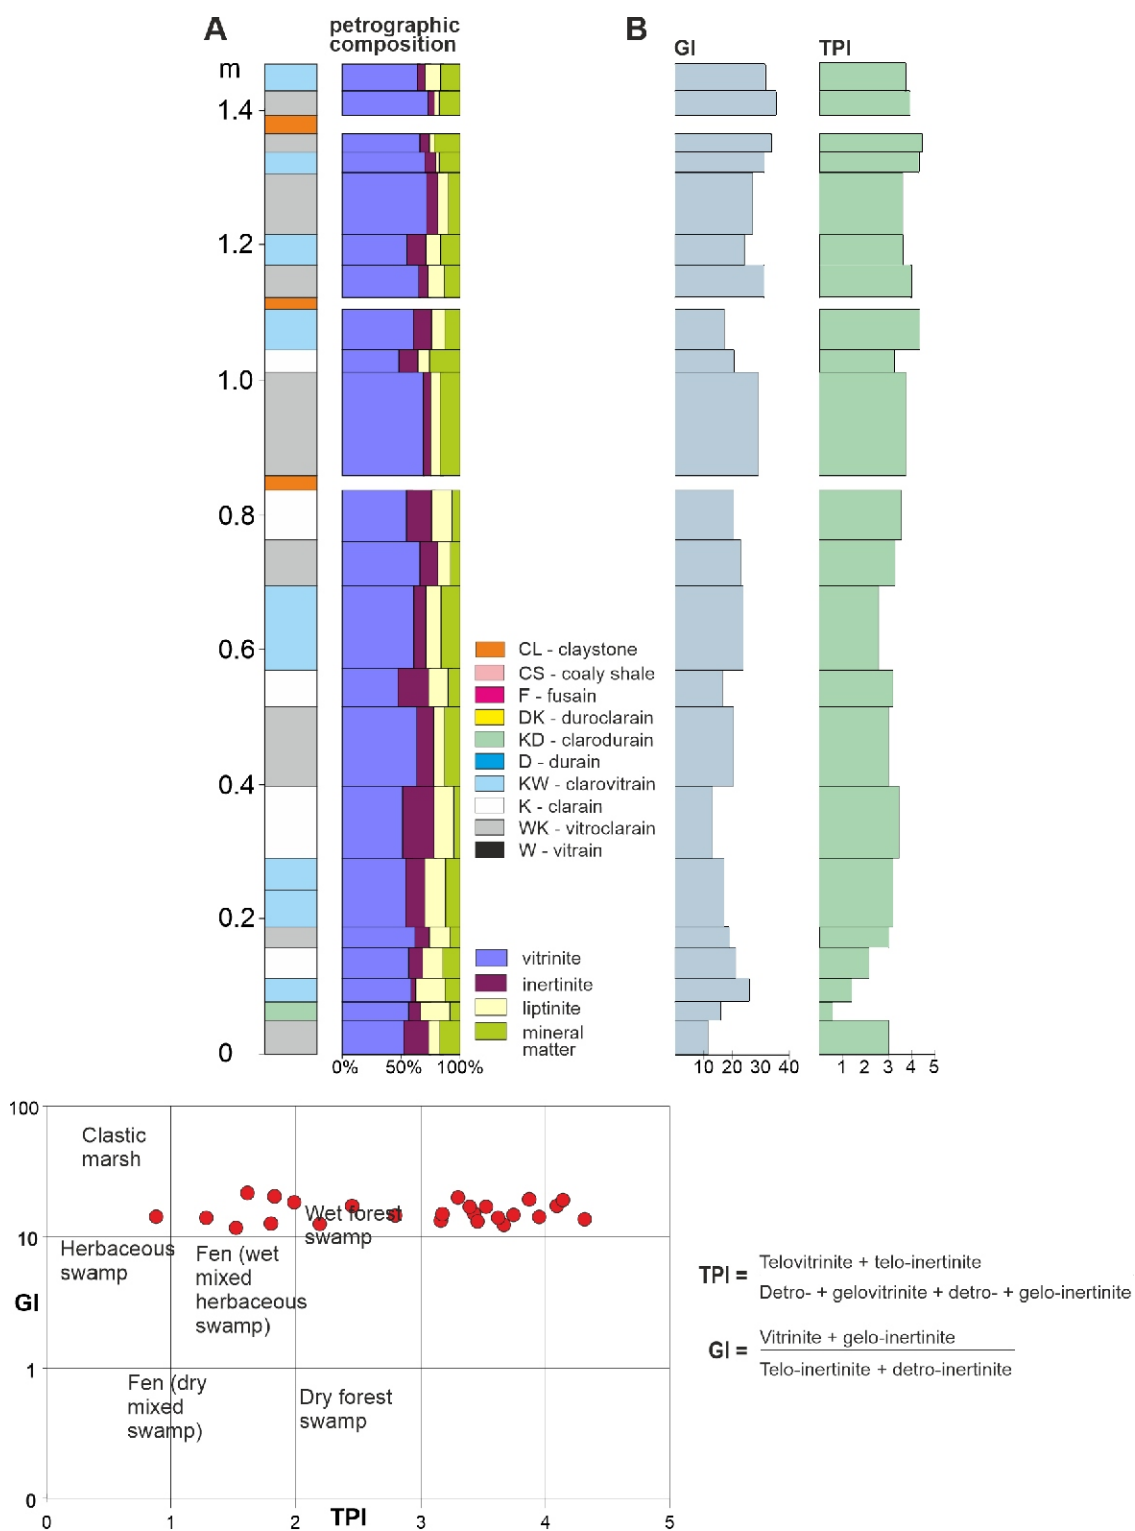 A
petrographic
composition
B
GI
TPI
m
1.4
1.2
1.0
0.8
0.6
0.4
0.2
0
CL - claystone
CS - coaly shale
F - fusain
DK - duroclarain
KD - clarodurain
D - durain
KW - clarovitrain
K - clarain
WK - vitroclarain
W - vitrain
vitrinite
inertinite
liptinite
mineral
matter
0% 50% 100%
10 20 30 40
1 2 3 4 5
100
10
1
0
GI
Clastic
marsh
Herbaceous
swamp
Fen (wet
mixed
herbaceous
swamp)
Wet forest
swamp
Fen (dry
mixed
swamp)
Dry forest
swamp
0 1 2 3 4 5
TPI
TPI = Telovitrinite + telo-inertinite
Detro- + gelovitrinite + detro- + gelo-inertinite
GI = Vitrinite + gelo-inertinite
Telo-inertinite + detro-inertinite